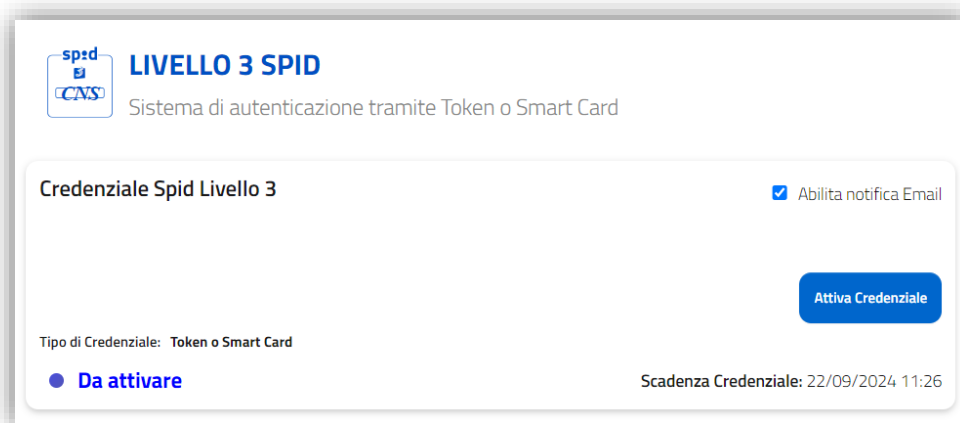 spid
3
CNS
LIVELLO 3 SPID
Sistema di autenticazione tramite Token o Smart Card
Credenziale Spid Livello 3
Abilita notifica Email
Attiva Credenziale
Tipo di Credenziale: Token o Smart Card
Da attivare
Scadenza Credenziale: 22/09/2024 11:26